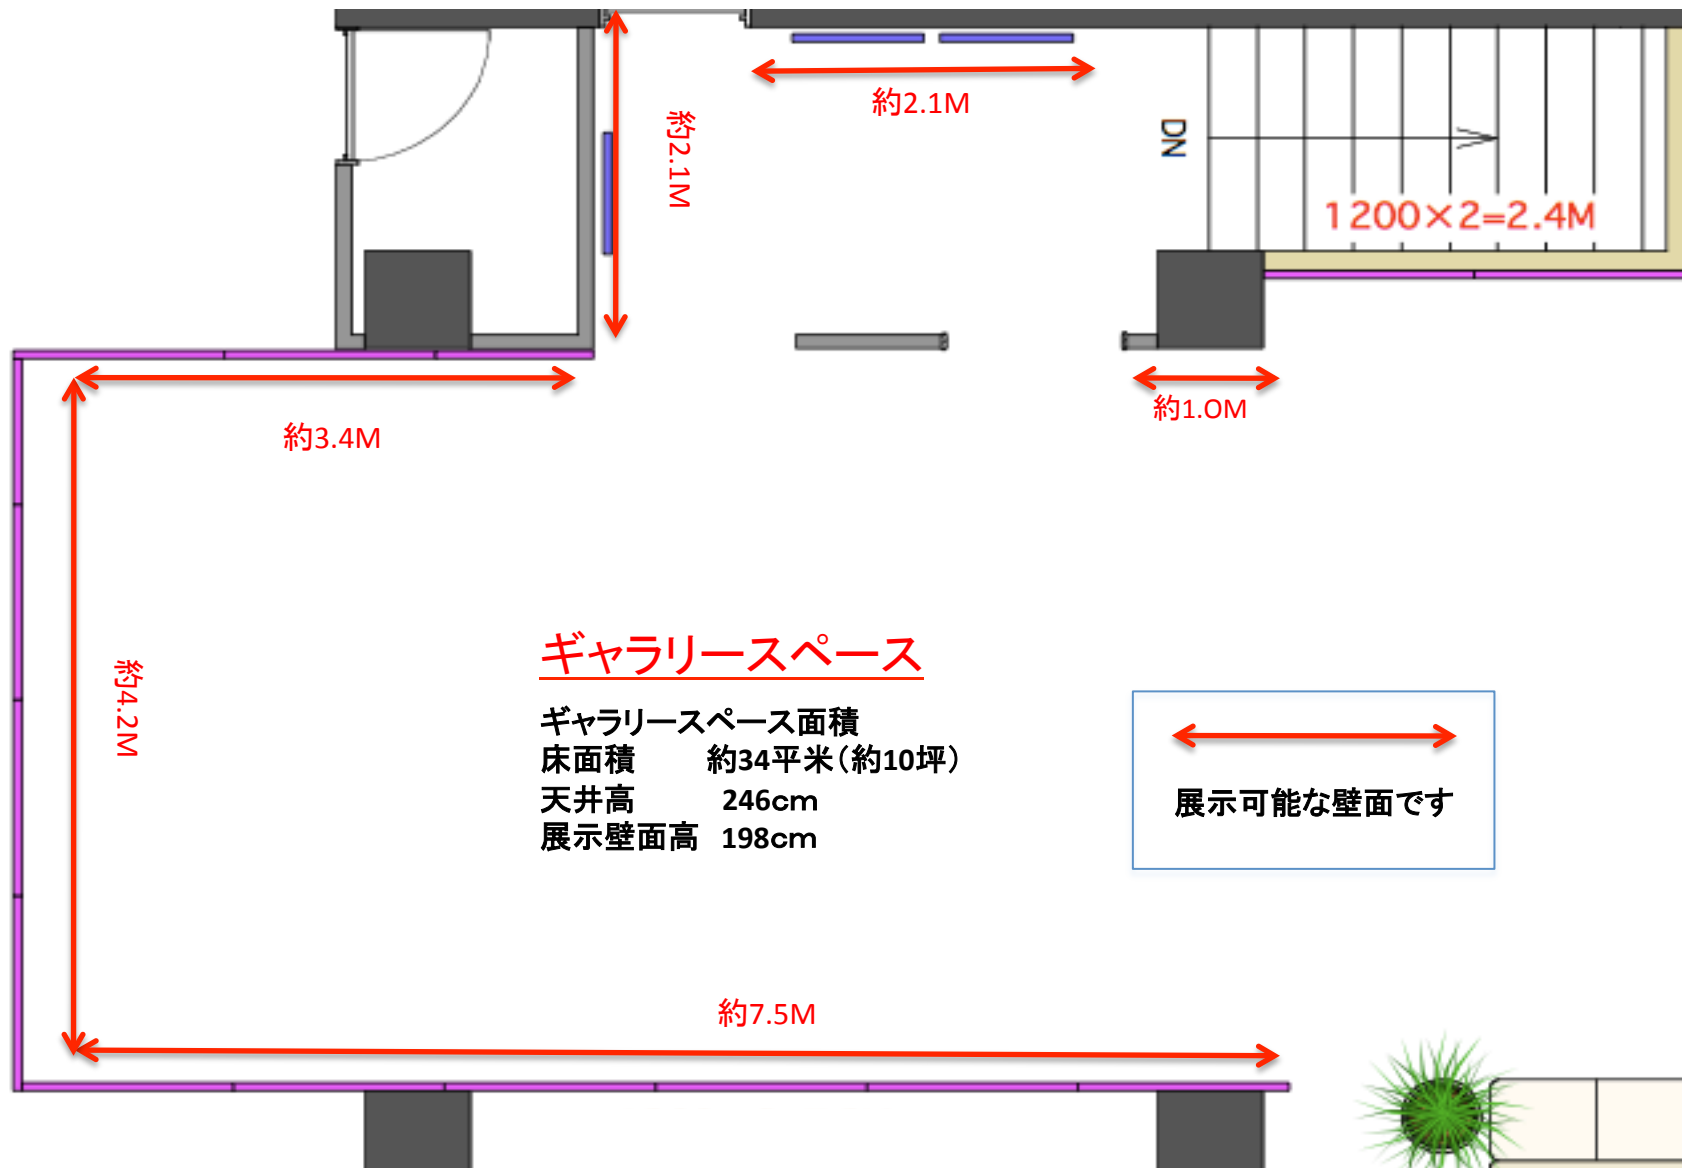 約2.1M
約2.1M
DN
1200×2=2.4M
約3.4M
約1.0M
約4.2M
ギャラリースペース
ギャラリースペース面積
床面積 約34平米(約10坪)
天井高 246cm
展示壁面高 198cm
展示可能な壁面です
約7.5M